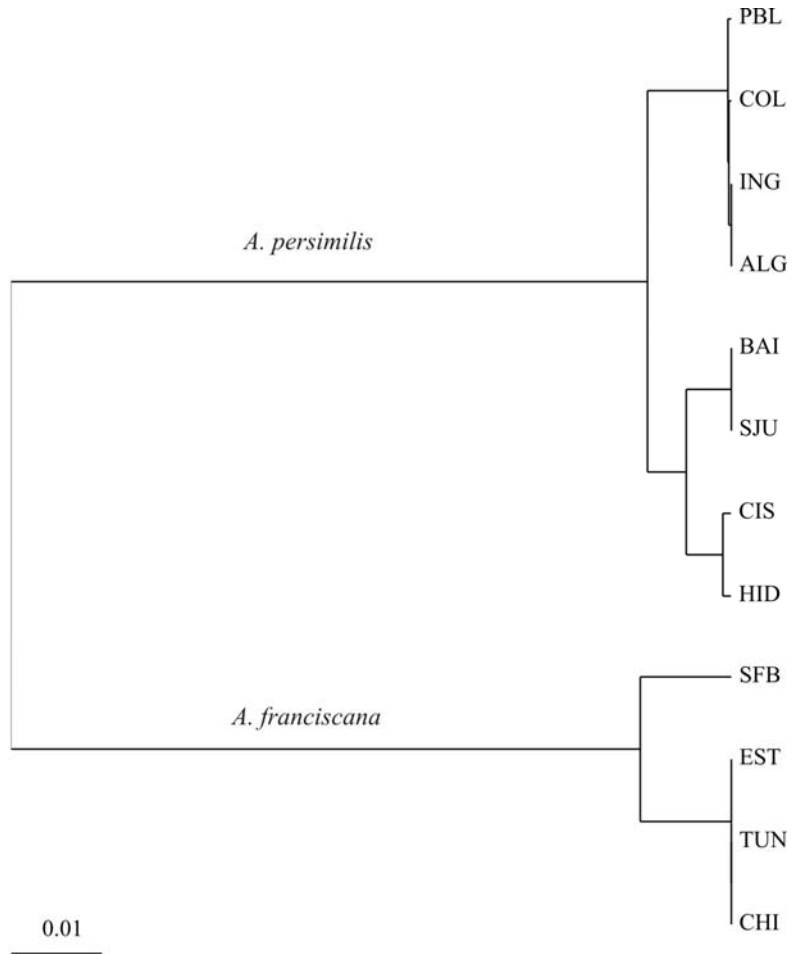 PBL
COL
ING
A. persimilis
ALG
BAI
SJU
CIS
HID
SFB
A. franciscana
EST
TUN
CHI
0.01